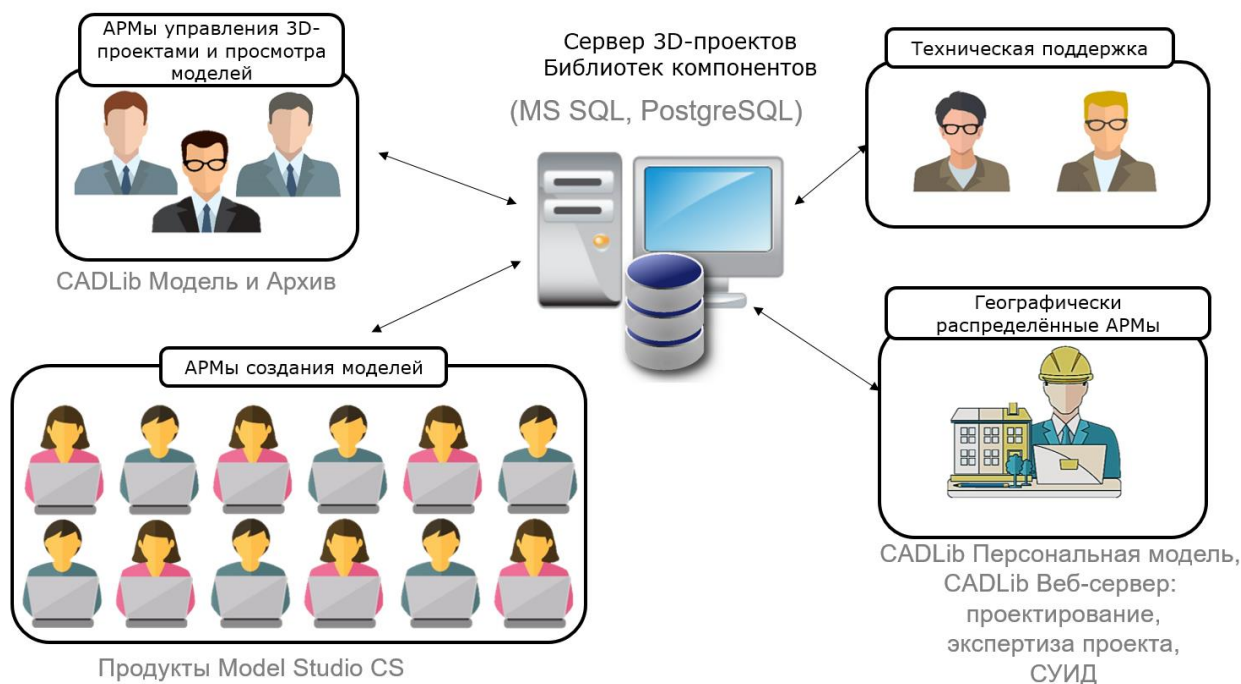 АРМы управления 3D-
проектами и просмотра
моделей
CADLib Модель и Архив
Сервер 3D-проектов
Библиотек компонентов
(MS SQL, PostgreSQL)
Техническая поддержка
АРМы создания моделей
Продукты Model Studio CS
Географически
распределённые АРМы
CADLib Персональная модель,
CADLib Веб-сервер:
проектирование,
экспертиза проекта,
СУИД